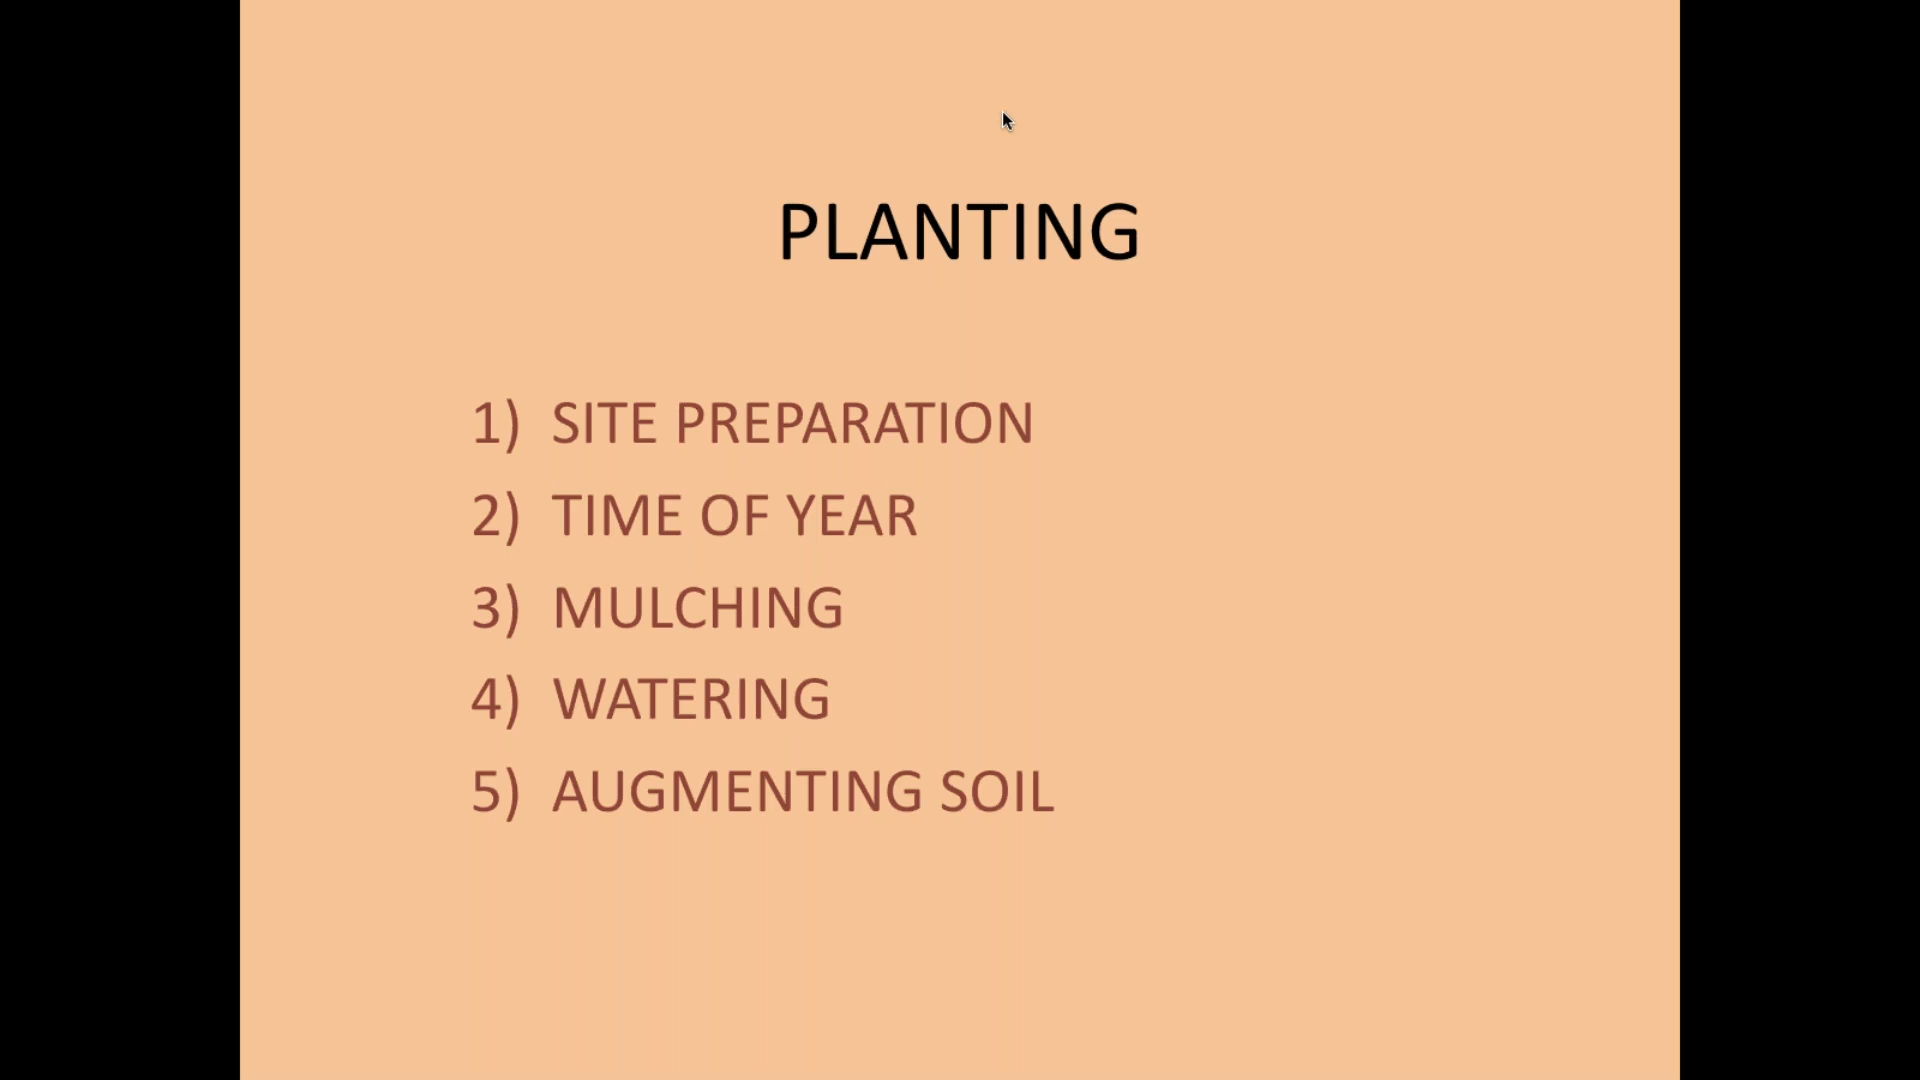 PLANTING
1) SITE PREPARATION
2) TIME OF YEAR
3) MULCHING
4) WATERING
5) AUGMENTING SOIL